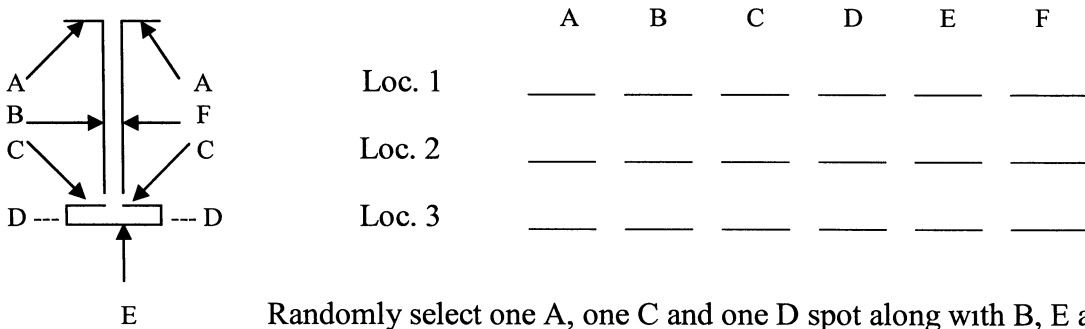 A B C D E F
A A Loc. 1
B F
C C Loc. 2
D --- --- D Loc. 3
E Randomly select one A, one C and one D spot along with B, E a